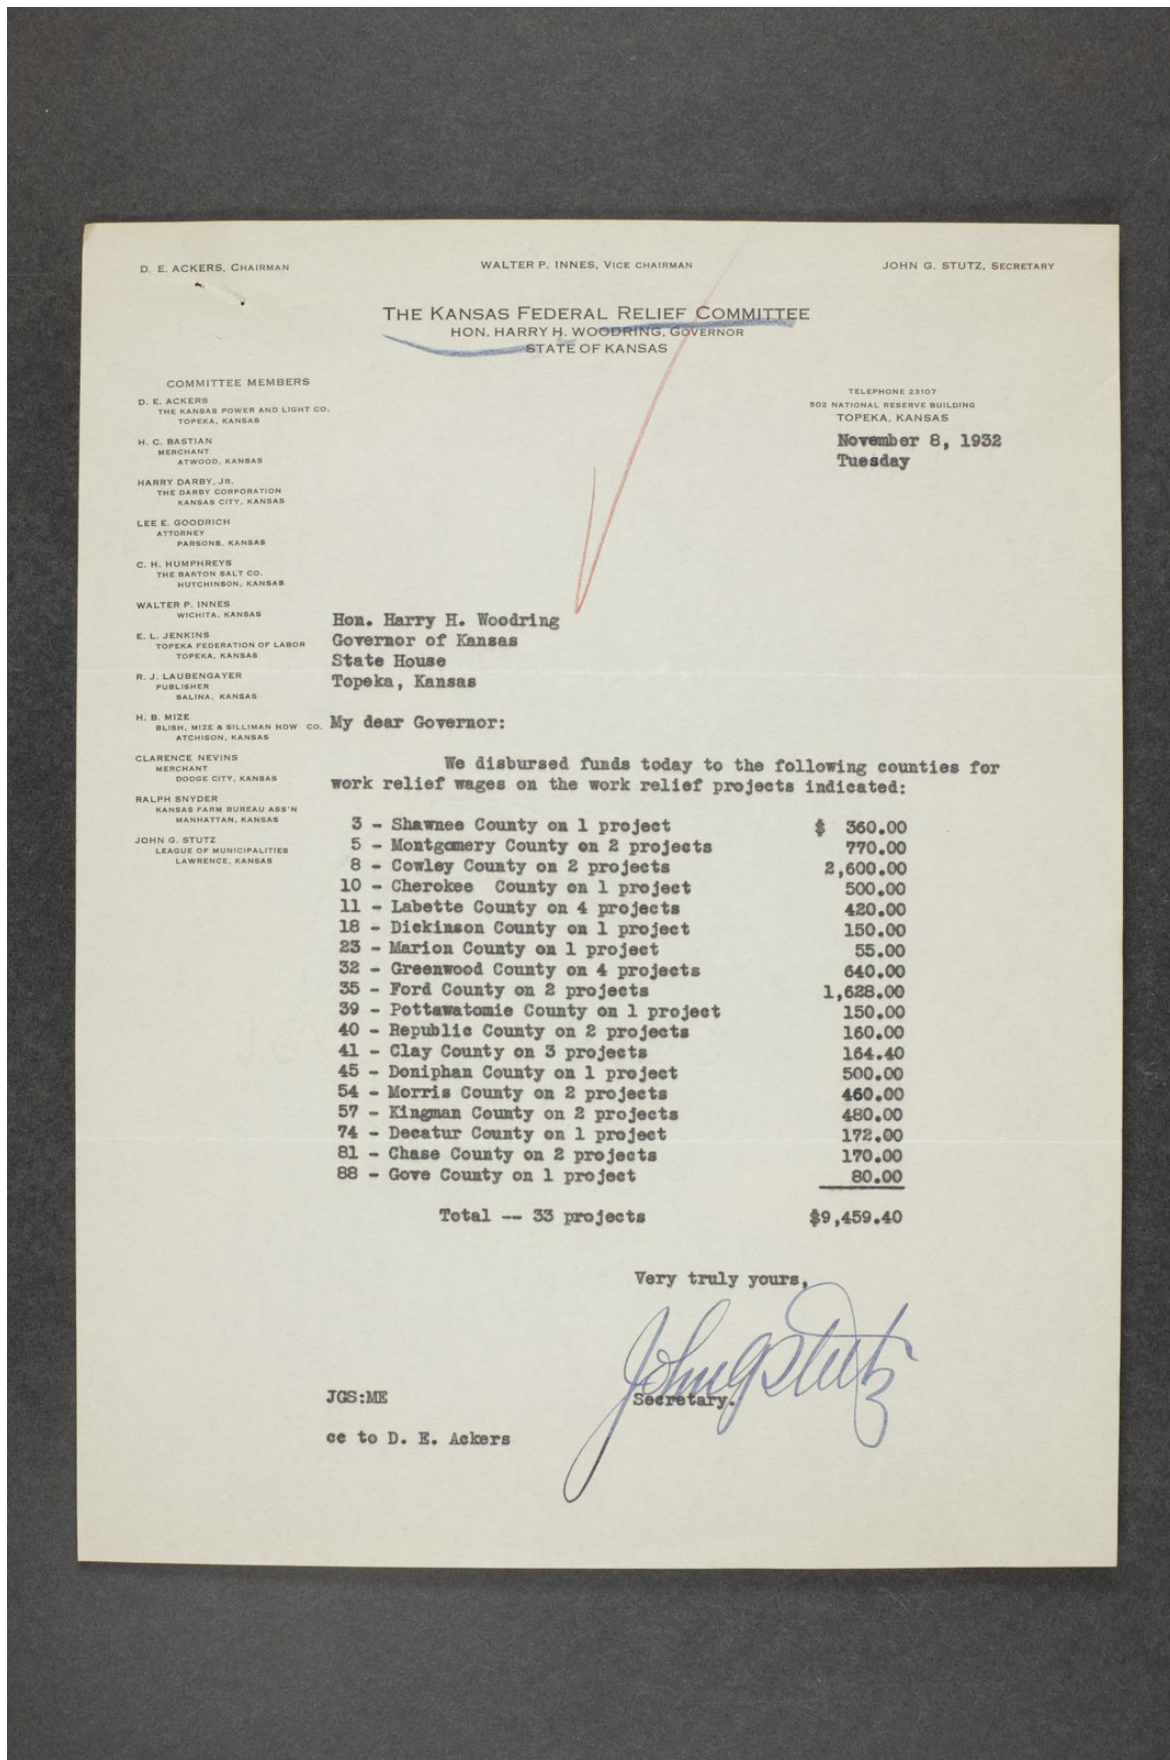 D. E. ACKERS, CHAIRMAN
WALTER P. INNES, VICE CHAIRMAN
JOHN G. STUTZ, SECRETARY
THE KANSAS FEDERAL RELIEF COMMITTEE
HON. HARRY H. WOODRING, GOVERNOR
STATE OF KANSAS
COMMITTEE MEMBERS
D. E. ACKERS
THE KANSAS POWER AND LIGHT CO.
TOPEKA, KANSAS
H. C. BASTIAN
MERCHANT
ATWOOD, KANSAS
HARRY DARBY, JR.
THE DARBY CORPORATION
KANSAS CITY, KANSAS
LEE E. GOODRICH
ATTORNEY
PARSONS, KANSAS
C. H. HUMPHREYS
THE BARTON SALT CO.
HUTCHINSON, KANSAS
WALTER P. INNES
WICHITA, KANSAS
E. L. JENKINS
TOPEKA FEDERATION OF LABOR
TOPEKA, KANSAS
R. J. LAUBENGAYER
PUBLISHER
SALINA, KANSAS
H. B. MIZE
BLISH, MIZE & SILLIMAN HDW CO.
ATCHISON, KANSAS
CLARENCE NEVINS
MERCHANT
DODGE CITY, KANSAS
RALPH SNYDER
KANSAS FARM BUREAU ASS'N
MANHATTAN, KANSAS
JOHN G. STUTZ
LEAGUE OF MUNICIPALITIES
LAWRENCE, KANSAS
TELEPHONE 23107
802 NATIONAL RESERVE BUILDING
TOPEKA, KANSAS
November 8, 1932
Tuesday
Hon. Harry H. Woodring
Governor of Kansas
State House
Topeka, Kansas
My dear Governor:
We disbursed funds today to the following counties for
work relief wages on the work relief projects indicated:
3 - Shawnee County on 1 project $ 360.00
5 - Montgomery County on 2 projects 770.00
8 - Cowley County on 2 projects 2,600.00
10 - Cherokee County on 1 project 500.00
11 - Labette County on 4 projects 420.00
18 - Dickinson County on 1 project 150.00
23 - Marion County on 1 project 55.00
32 - Greenwood County on 4 projects 640.00
35 - Ford County on 2 projects 1,628.00
39 - Pottawatomie County on 1 project 150.00
40 - Republic County on 2 projects 160.00
41 - Clay County on 3 projects 164.40
45 - Doniphan County on 1 project 500.00
54 - Morris County on 2 projects 460.00
57 - Kingman County on 2 projects 480.00
74 - Decatur County on 1 project 172.00
81 - Chase County on 2 projects 170.00
88 - Gove County on 1 project 80.00
Total -- 33 projects $9,459.40
Very truly yours,
John G Stutz
Secretary.
JGS:ME
cc to D. E. Ackers